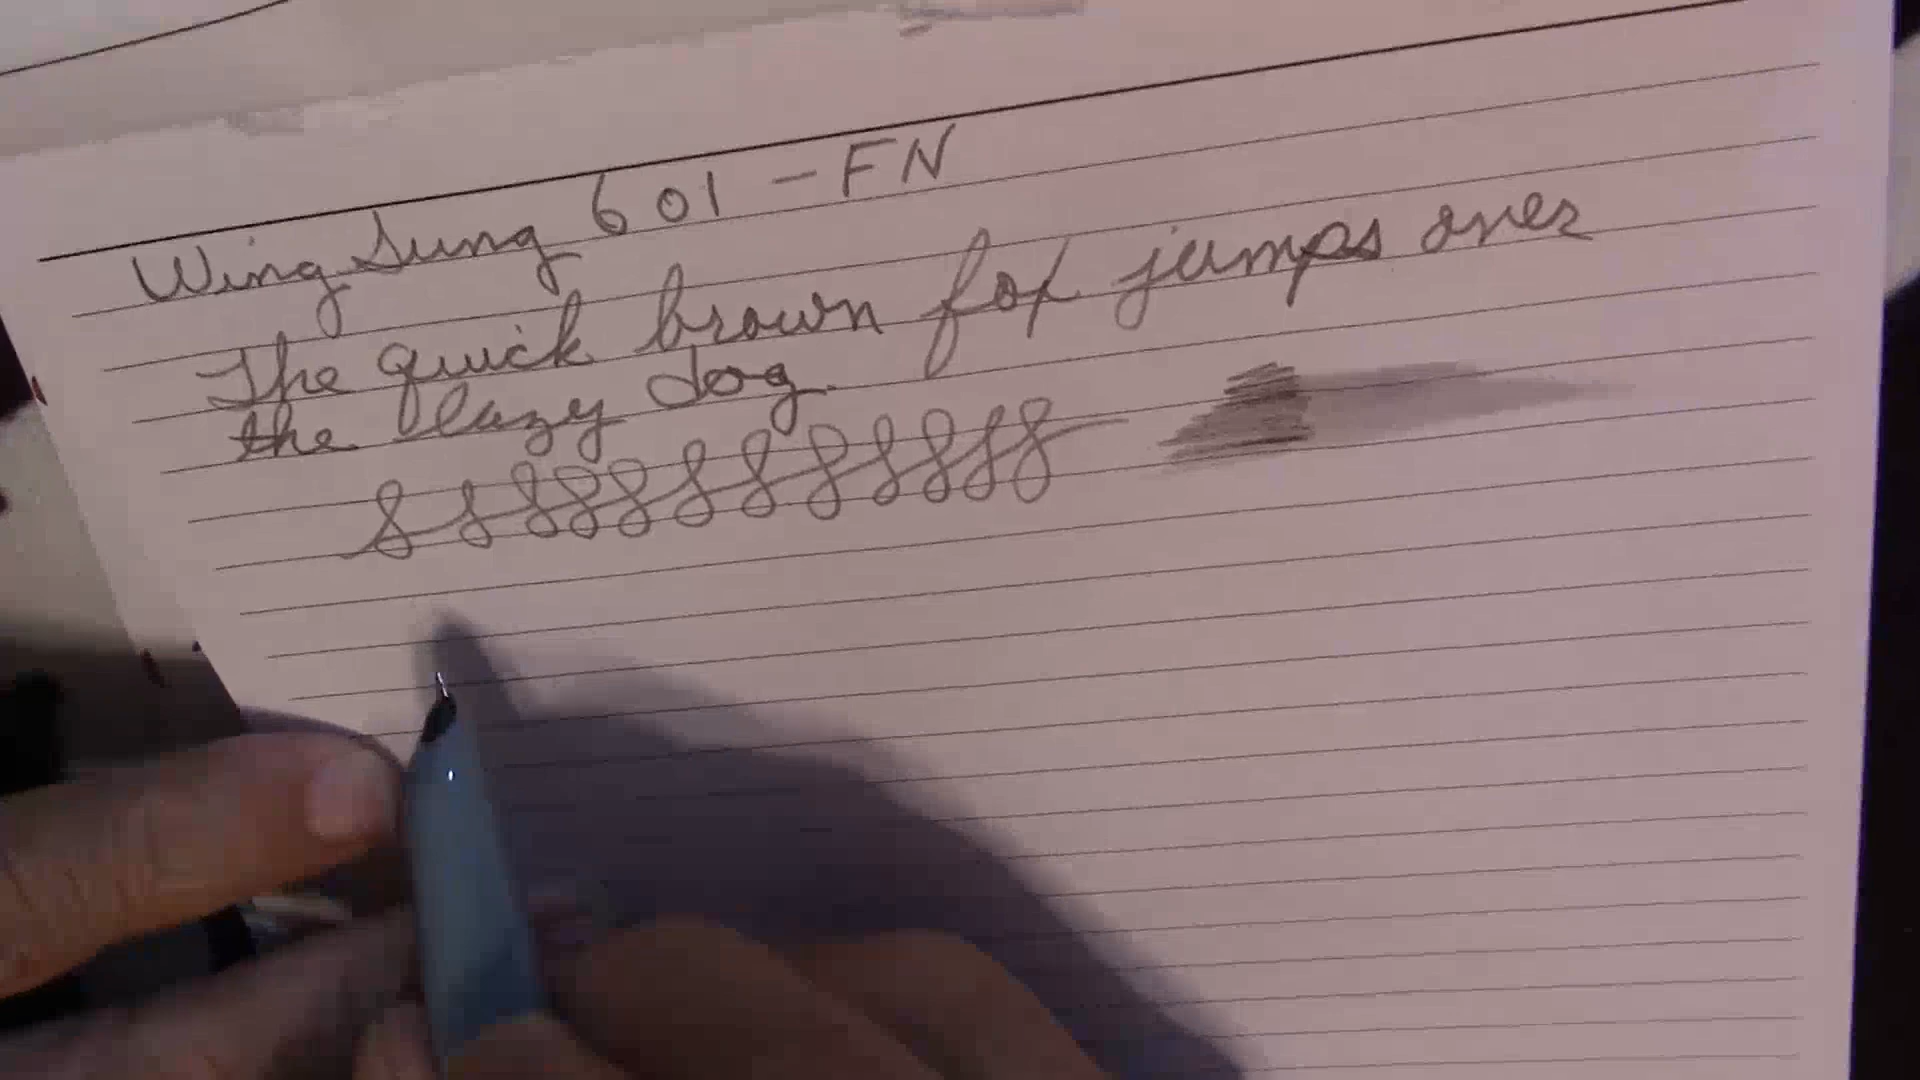 Wing Sung 601 - FN
The quick brown fox jumps over
the lazy dog.